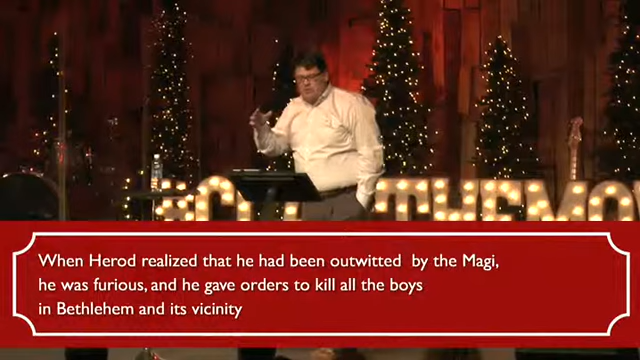 When Herod realized that he had been outwitted by the Magi,
he was furious, and he gave orders to kill all the boys
in Bethlehem and its vicinity